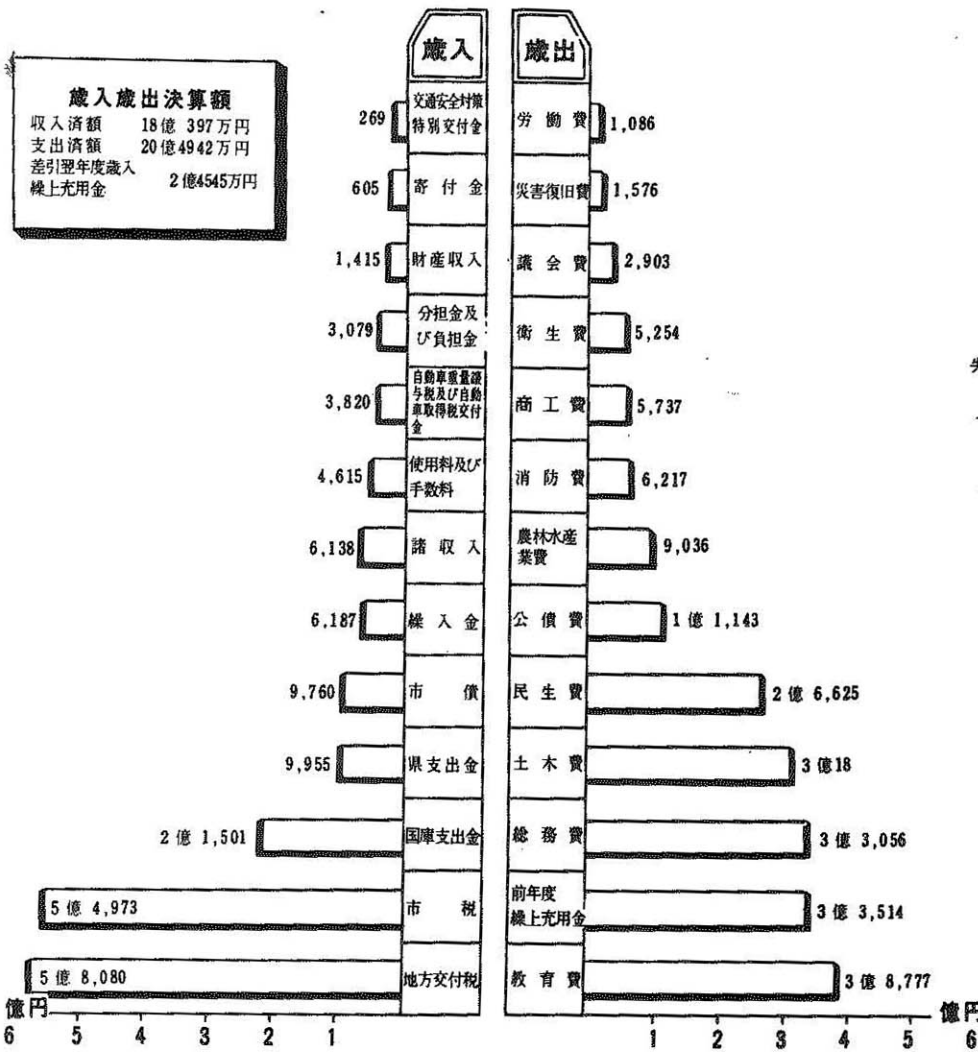 歳入歳出決算額
収入済額 18億 397万円
支出済額 20億4942万円
差引翌年度歳入
繰上充用金 2億4545万円
歳入
269 交通安全対策
特別交付金
605 寄付金
1,415 財産収入
3,079 分担金及
び負担金
3,820 自動車重量譲
与税及び自動
車取得税交付
金
4,615 使用料及び
手数料
6,138 諸収入
6,187 繰入金
9,760 市債
9,955 県支出金
2億 1,501 国庫支出金
5億 4,973 市税
5億 8,080 地方交付税
億円
6 5 4 3 2 1
歳出
労働費 1,086
災害復旧費 1,576
議会費 2,903
衛生費 5,254
商工費 5,737
消防費 6,217
農林水産
業費 9,036
公債費 1億 1,143
民生費 2億 6,625
土木費 3億18
総務費 3億 3,056
前年度
繰上充用金 3億 3,514
教育費 3億 8,777
億円
1 2 3 4 5 6